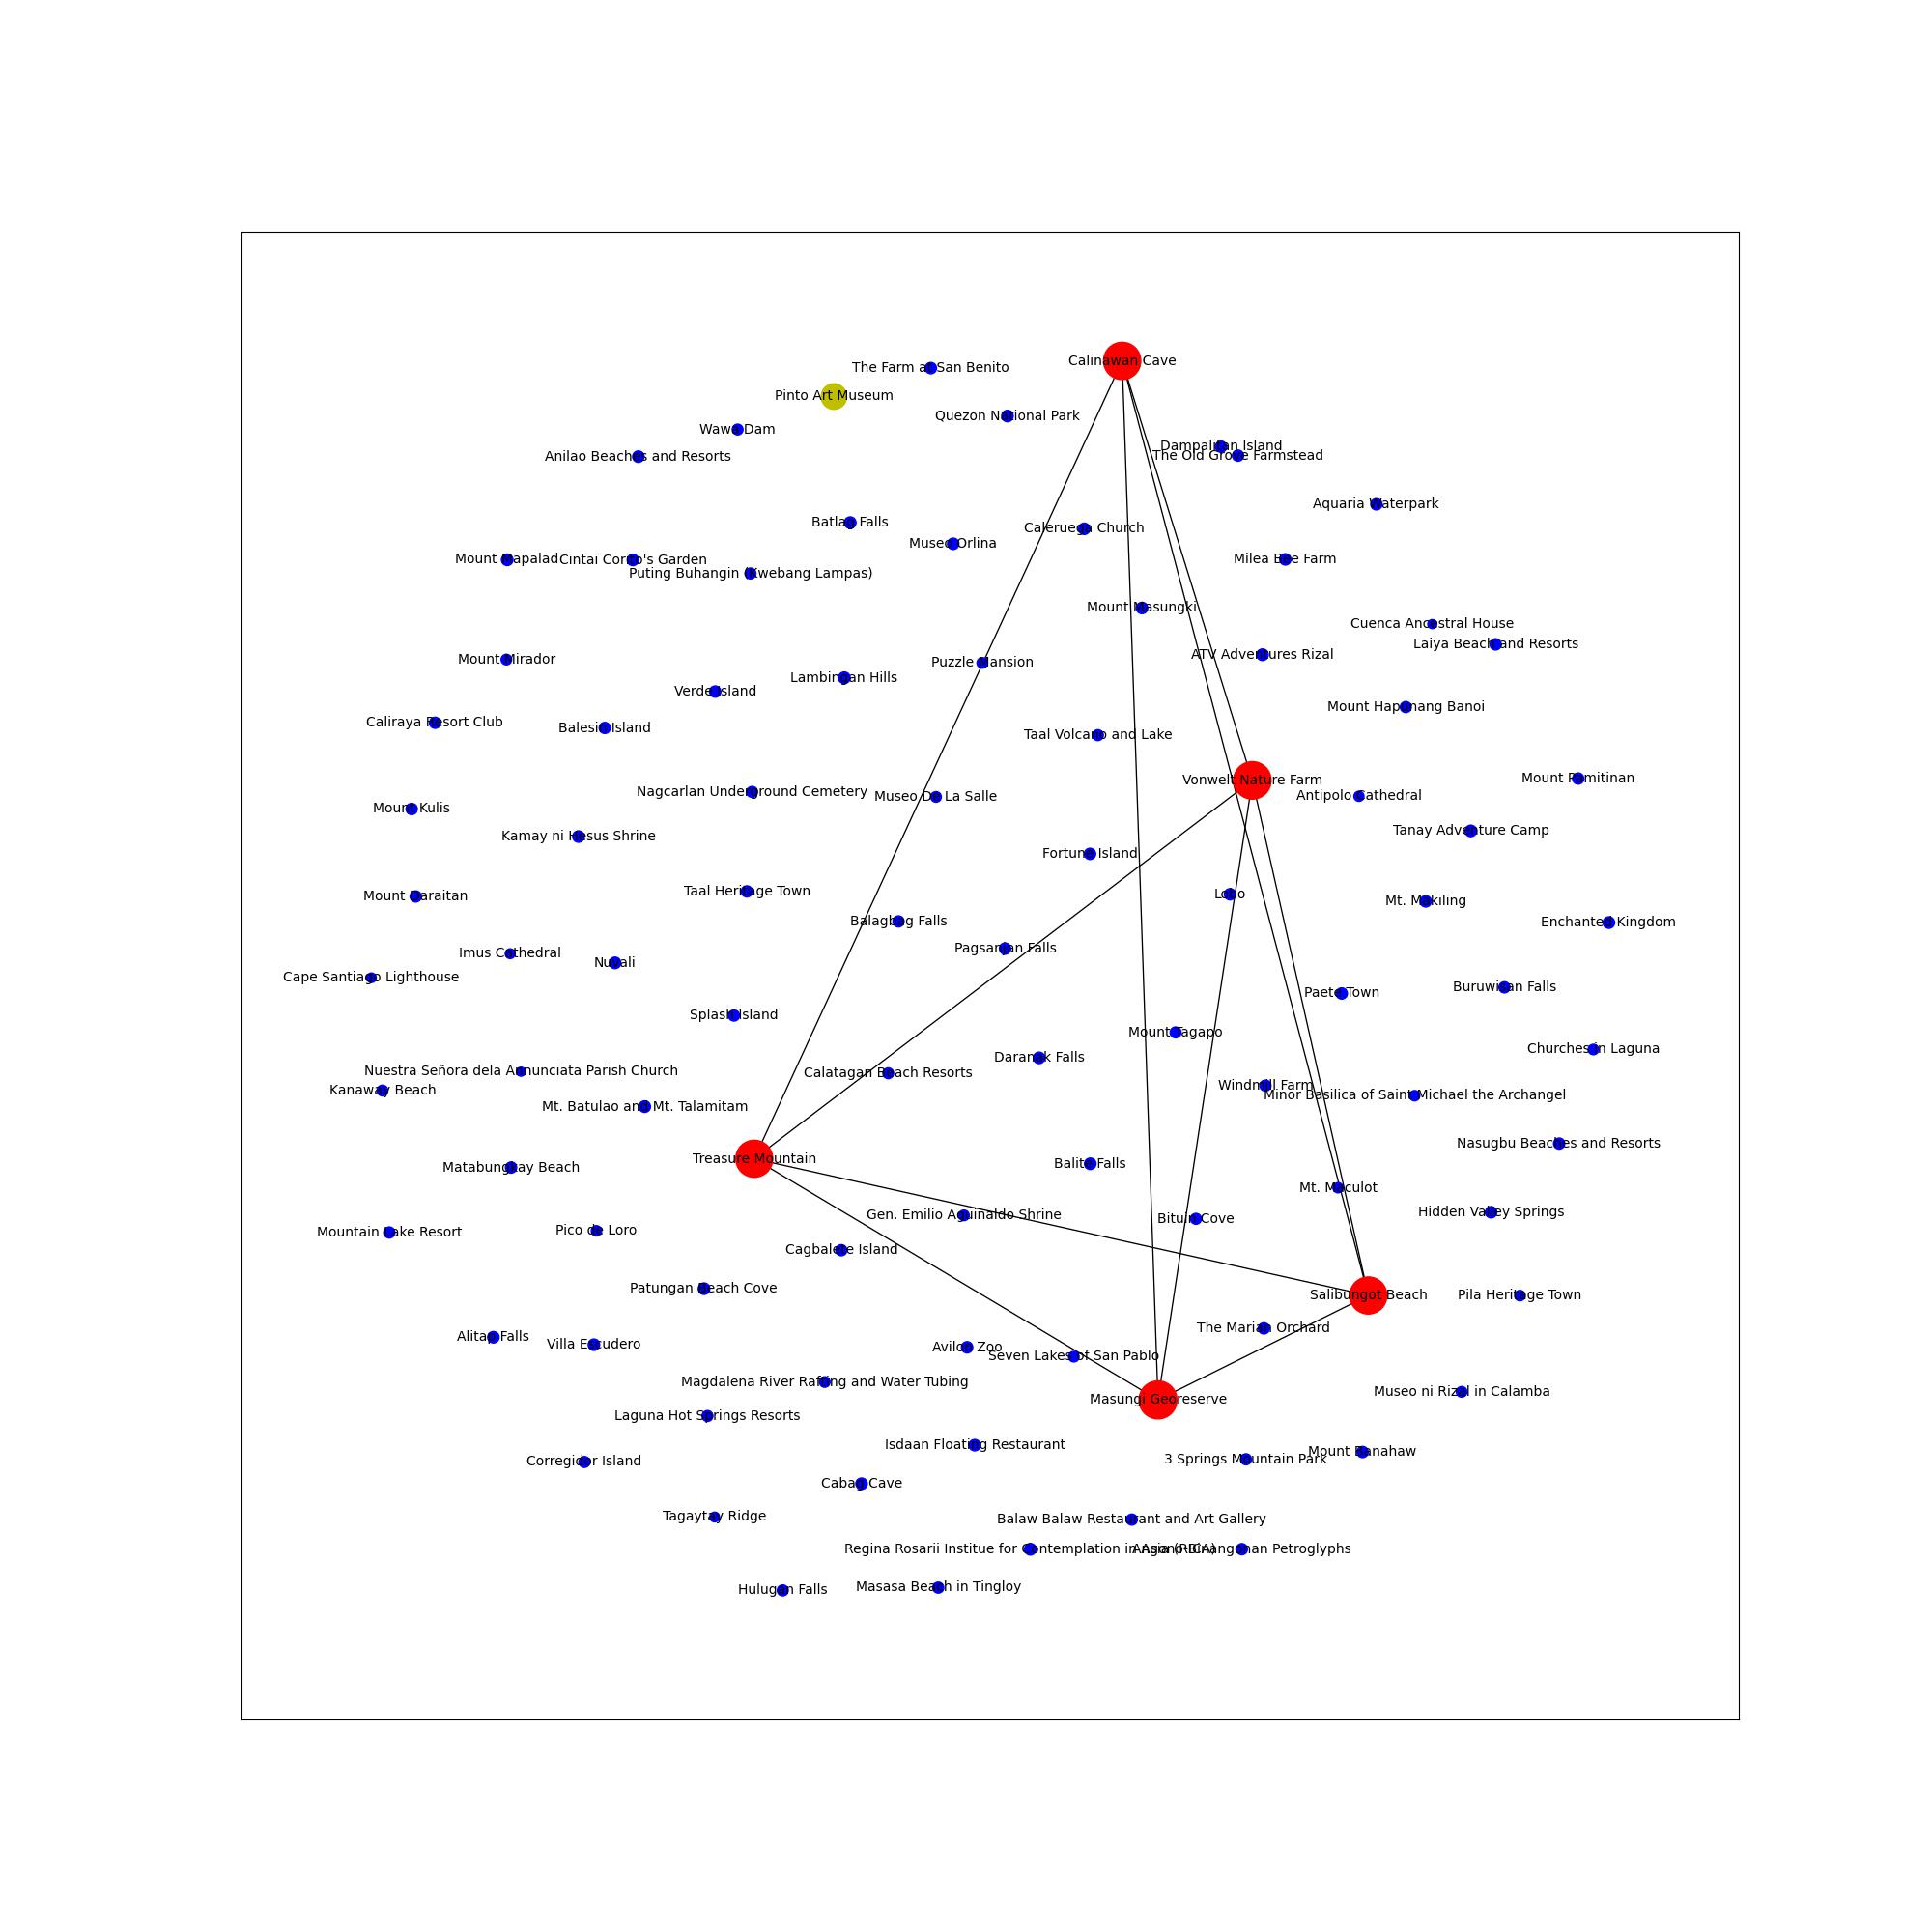 Calinawan Cave
The Farm at San Benito
Pinto Art Museum
Quezon National Park
Wawa Dam
Dampalitan Island
Anilao Beaches and Resorts
The Old Grove Farmstead
Aquaria Waterpark
Batlag Falls
Caleruega Church
Museo Orlina
Mount Mapalad
Cintai Corito's Garden
Milea Bee Farm
Puting Buhangin (Kwebang Lampas)
Mount Masungki
Cuenca Ancestral House
Laiya Beach and Resorts
ATV Adventures Rizal
Mount Mirador
Puzzle Mansion
Lambingan Hills
Verde Island
Mount Hapunang Banoi
Caliraya Resort Club
Balesin Island
Taal Volcano and Lake
Vonwelt Nature Farm
Mount Pamitinan
Nagcarlan Underground Cemetery
Museo De La Salle
Antipolo Cathedral
Mount Kulis
Tanay Adventure Camp
Kamay ni Hesus Shrine
Fortune Island
Taal Heritage Town
Lobo
Mount Daraitan
Mt. Makiling
Balagbag Falls
Enchanted Kingdom
Pagsanjan Falls
Imus Cathedral
Nuvali
Cape Santiago Lighthouse
Buruwisan Falls
Paete Town
Splash Island
Mount Tagapo
Churches in Laguna
Daranak Falls
Nuestra Señora dela Annunciata Parish Church
Calatagan Beach Resorts
Windmill Farm
Kanaway Beach
Minor Basilica of Saint Michael the Archangel
Mt. Batulao and Mt. Talamitam
Nasugbu Beaches and Resorts
Treasure Mountain
Balite Falls
Matabungkay Beach
Mt. Maculot
Hidden Valley Springs
Gen. Emilio Aguinaldo Shrine
Bituin Cove
Pico de Loro
Mountain Lake Resort
Cagbalete Island
Patungan Beach Cove
Salibungot Beach
Pila Heritage Town
The Marian Orchard
Alitap Falls
Villa Escudero
Avilon Zoo
Seven Lakes of San Pablo
Magdalena River Rafting and Water Tubing
Museo ni Rizal in Calamba
Masungi Georeserve
Laguna Hot Springs Resorts
Isdaan Floating Restaurant
Mount Banahaw
3 Springs Mountain Park
Corregidor Island
Cabag Cave
Tagaytay Ridge
Balaw Balaw Restaurant and Art Gallery
Regina Rosarii Institue for Contemplation in Asia (RICA)
Angono-Binangonan Petroglyphs
Masasa Beach in Tingloy
Hulugan Falls